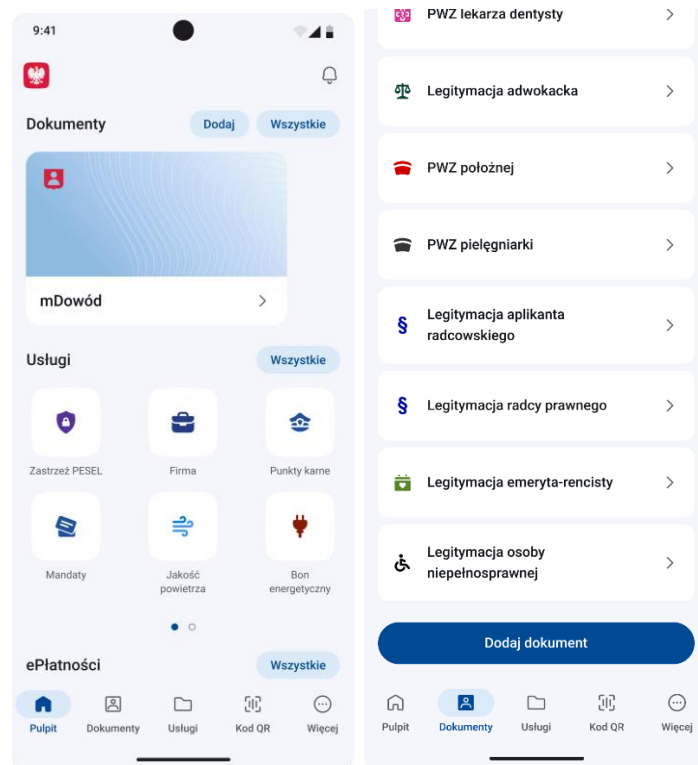 9:41
Dokumenty
Dodaj
Wszystkie
mDowód
Usługi
Wszystkie
Zastrzeż PESEL
Firma
Punkty karne
Mandaty
Jakość
powietrza
Bon
energetyczny
ePłatności
Wszystkie
Pulpit
Dokumenty
Usługi
Kod QR
Więcej
PWZ lekarza dentysty
Legitymacja adwokacka
PWZ położnej
PWZ pielęgniarki
Legitymacja aplikanta
radcowskiego
§
Legitymacja radcy prawnego
§
Legitymacja emeryta-rencisty
Legitymacja osoby
niepełnosprawnej
Dodaj dokument
Pulpit
Dokumenty
Usługi
Kod QR
Więcej